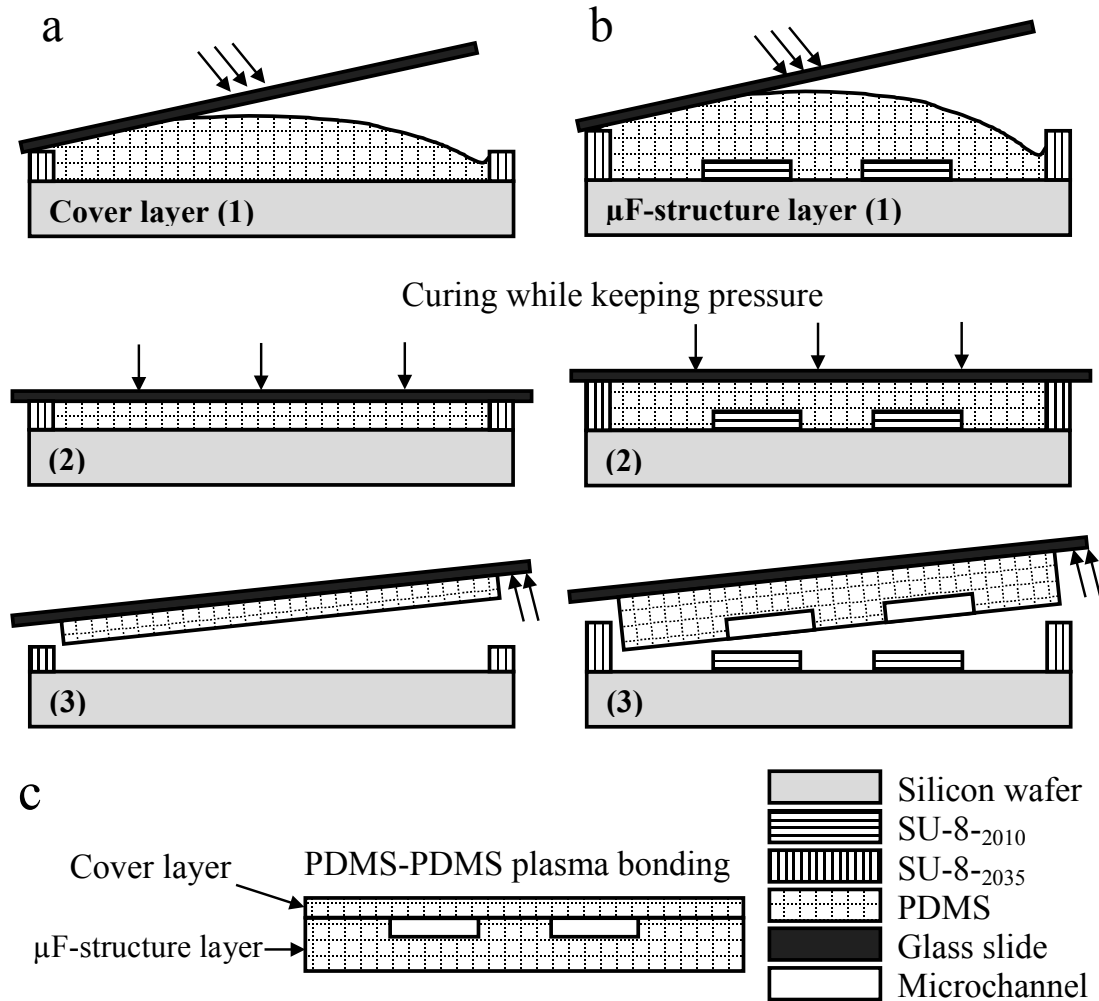 a
b
Cover layer (1)
µF-structure layer (1)
Curing while keeping pressure
(2)
(2)
(3)
(3)
c
PDMS-PDMS plasma bonding
Cover layer
µF-structure layer
Silicon wafer
SU-8-2010
SU-8-2035
PDMS
Glass slide
Microchannel